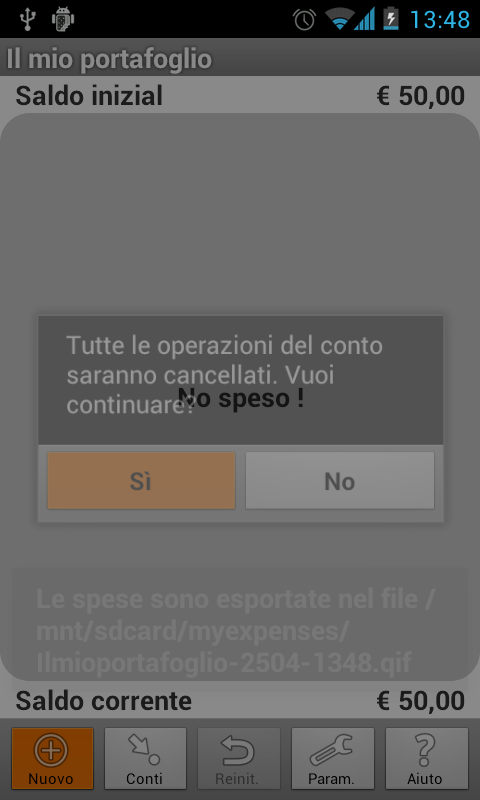 13:48
Il mio portafoglio
Saldo inizial € 50,00
Tutte le operazioni del conto
saranno cancellati. Vuoi
continuare?
No speso !
Sì No
Le spese sono esportate nel file /
mnt/sdcard/myexpenses/
Ilmioportafoglio-2504-1348.qif
Saldo corrente € 50,00
Nuovo Conti Reinit. Param. Aiuto